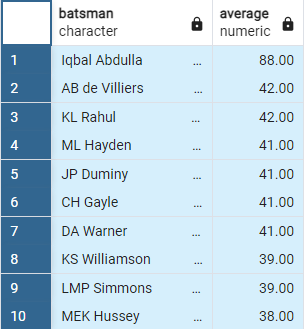 batsman average
character numeric
1 Iqbal Abdulla … 88.00
2 AB de Villiers … 42.00
3 KL Rahul … 42.00
4 ML Hayden … 41.00
5 JP Duminy … 41.00
6 CH Gayle … 41.00
7 DA Warner … 41.00
8 KS Williamson … 39.00
9 LMP Simmons … 39.00
10 MEK Hussey … 38.00